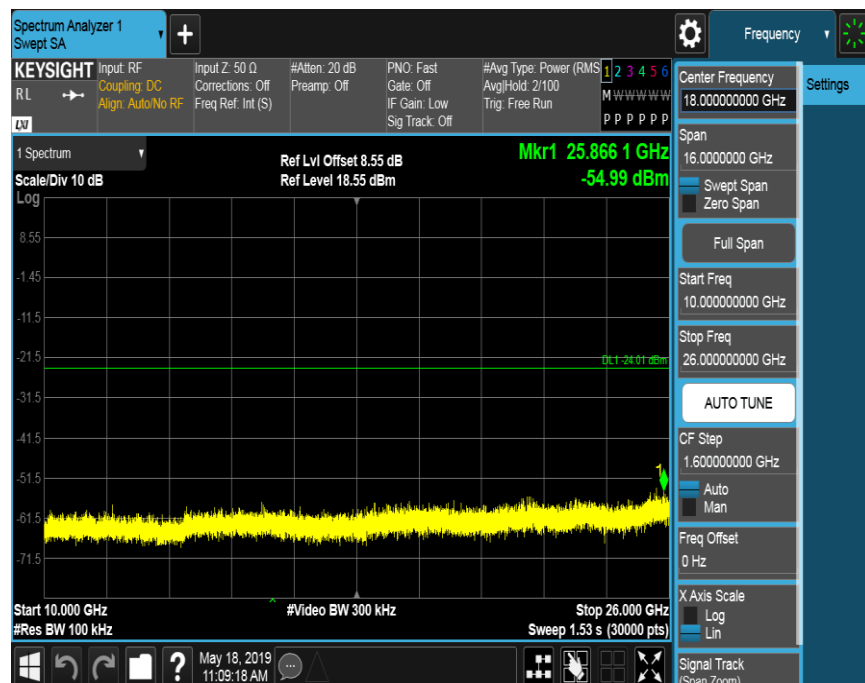 Spectrum Analyzer 1
Swept SA
Frequency
KEYSIGHT
RL
LXI
Input: RF
Coupling: DC
Align: Auto/No RF
Input Z: 50 Ω
Corrections: Off
Freq Ref: Int (S)
#Atten: 20 dB
Preamp: Off
PNO: Fast
Gate: Off
IF Gain: Low
Sig Track: Off
#Avg Type: Power (RMS
Avg|Hold: 2/100
Trig: Free Run
1 2 3 4 5 6
M W W W W W
P P P P P P
1 Spectrum
Scale/Div 10 dB
Log
Ref Lvl Offset 8.55 dB
Ref Level 18.55 dBm
Mkr1 25.866 1 GHz
-54.99 dBm
8.55
-1.45
-11.5
-21.5
-31.5
-41.5
-51.5
-61.5
-71.5
DL1 -24.01 dBm
1
Start 10.000 GHz
#Res BW 100 kHz
#Video BW 300 kHz
Stop 26.000 GHz
Sweep 1.53 s (30000 pts)
May 18, 2019
11:09:18 AM
Center Frequency
18.000000000 GHz
Settings
Span
16.0000000 GHz
Swept Span
Zero Span
Full Span
Start Freq
10.000000000 GHz
Stop Freq
26.000000000 GHz
AUTO TUNE
CF Step
1.600000000 GHz
Auto
Man
Freq Offset
0 Hz
X Axis Scale
Log
Lin
Signal Track
(Span Zoom)